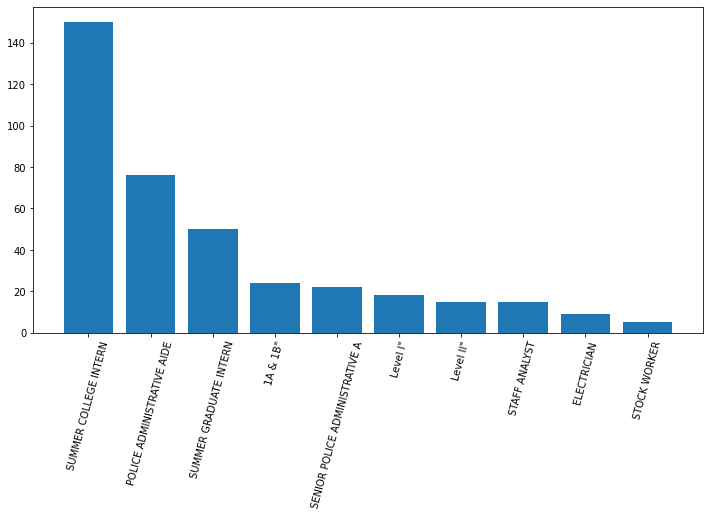 140
120
100
80
60
40
20
0
SUMMER COLLEGE INTERN
POLICE ADMINISTRATIVE AIDE
SUMMER GRADUATE INTERN
1A & 1B"
SENIOR POLICE ADMINISTRATIVE A
Level I"
Level II"
STAFF ANALYST
ELECTRICIAN
STOCK WORKER